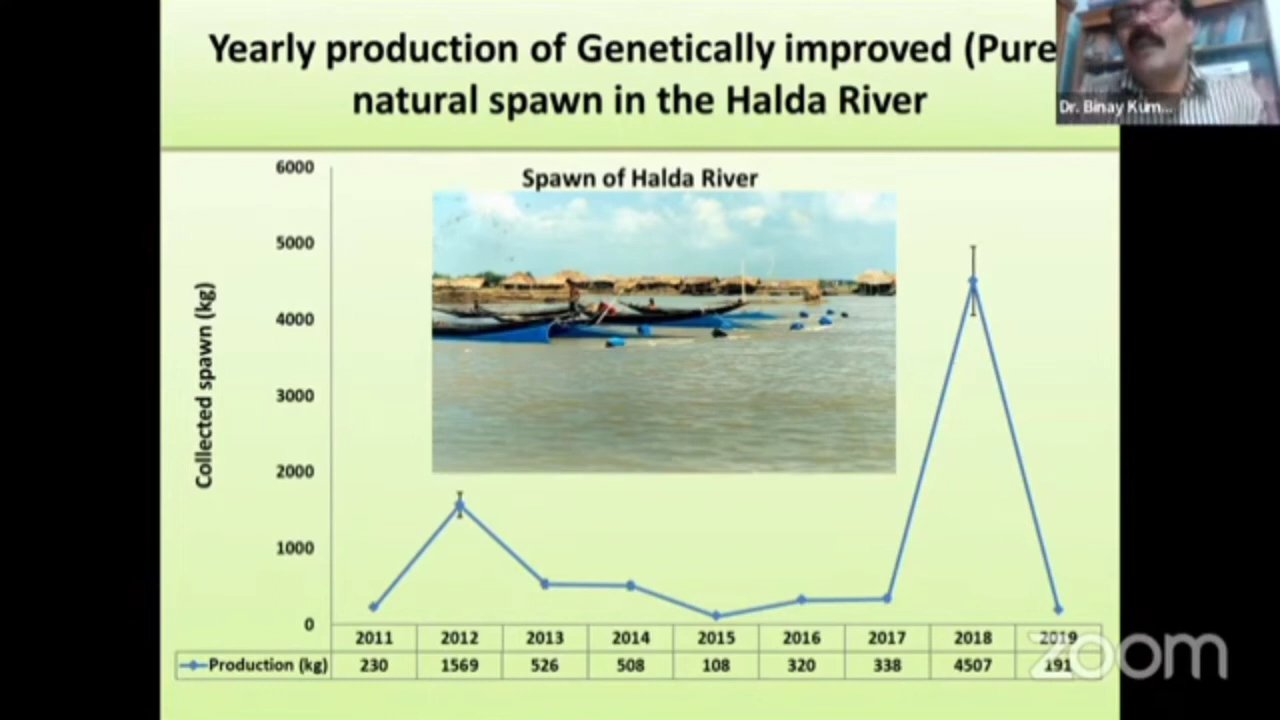 Yearly production of Genetically improved (Pure
natural spawn in the Halda River
Dr. Binay Kum...
Spawn of Halda River
Collected spawn (kg)
6000
5000
4000
3000
2000
1000
0
2011 2012 2013 2014 2015 2016 2017 2018 2019
Production (kg) 230 1569 526 508 108 320 338 4507 191
zoom